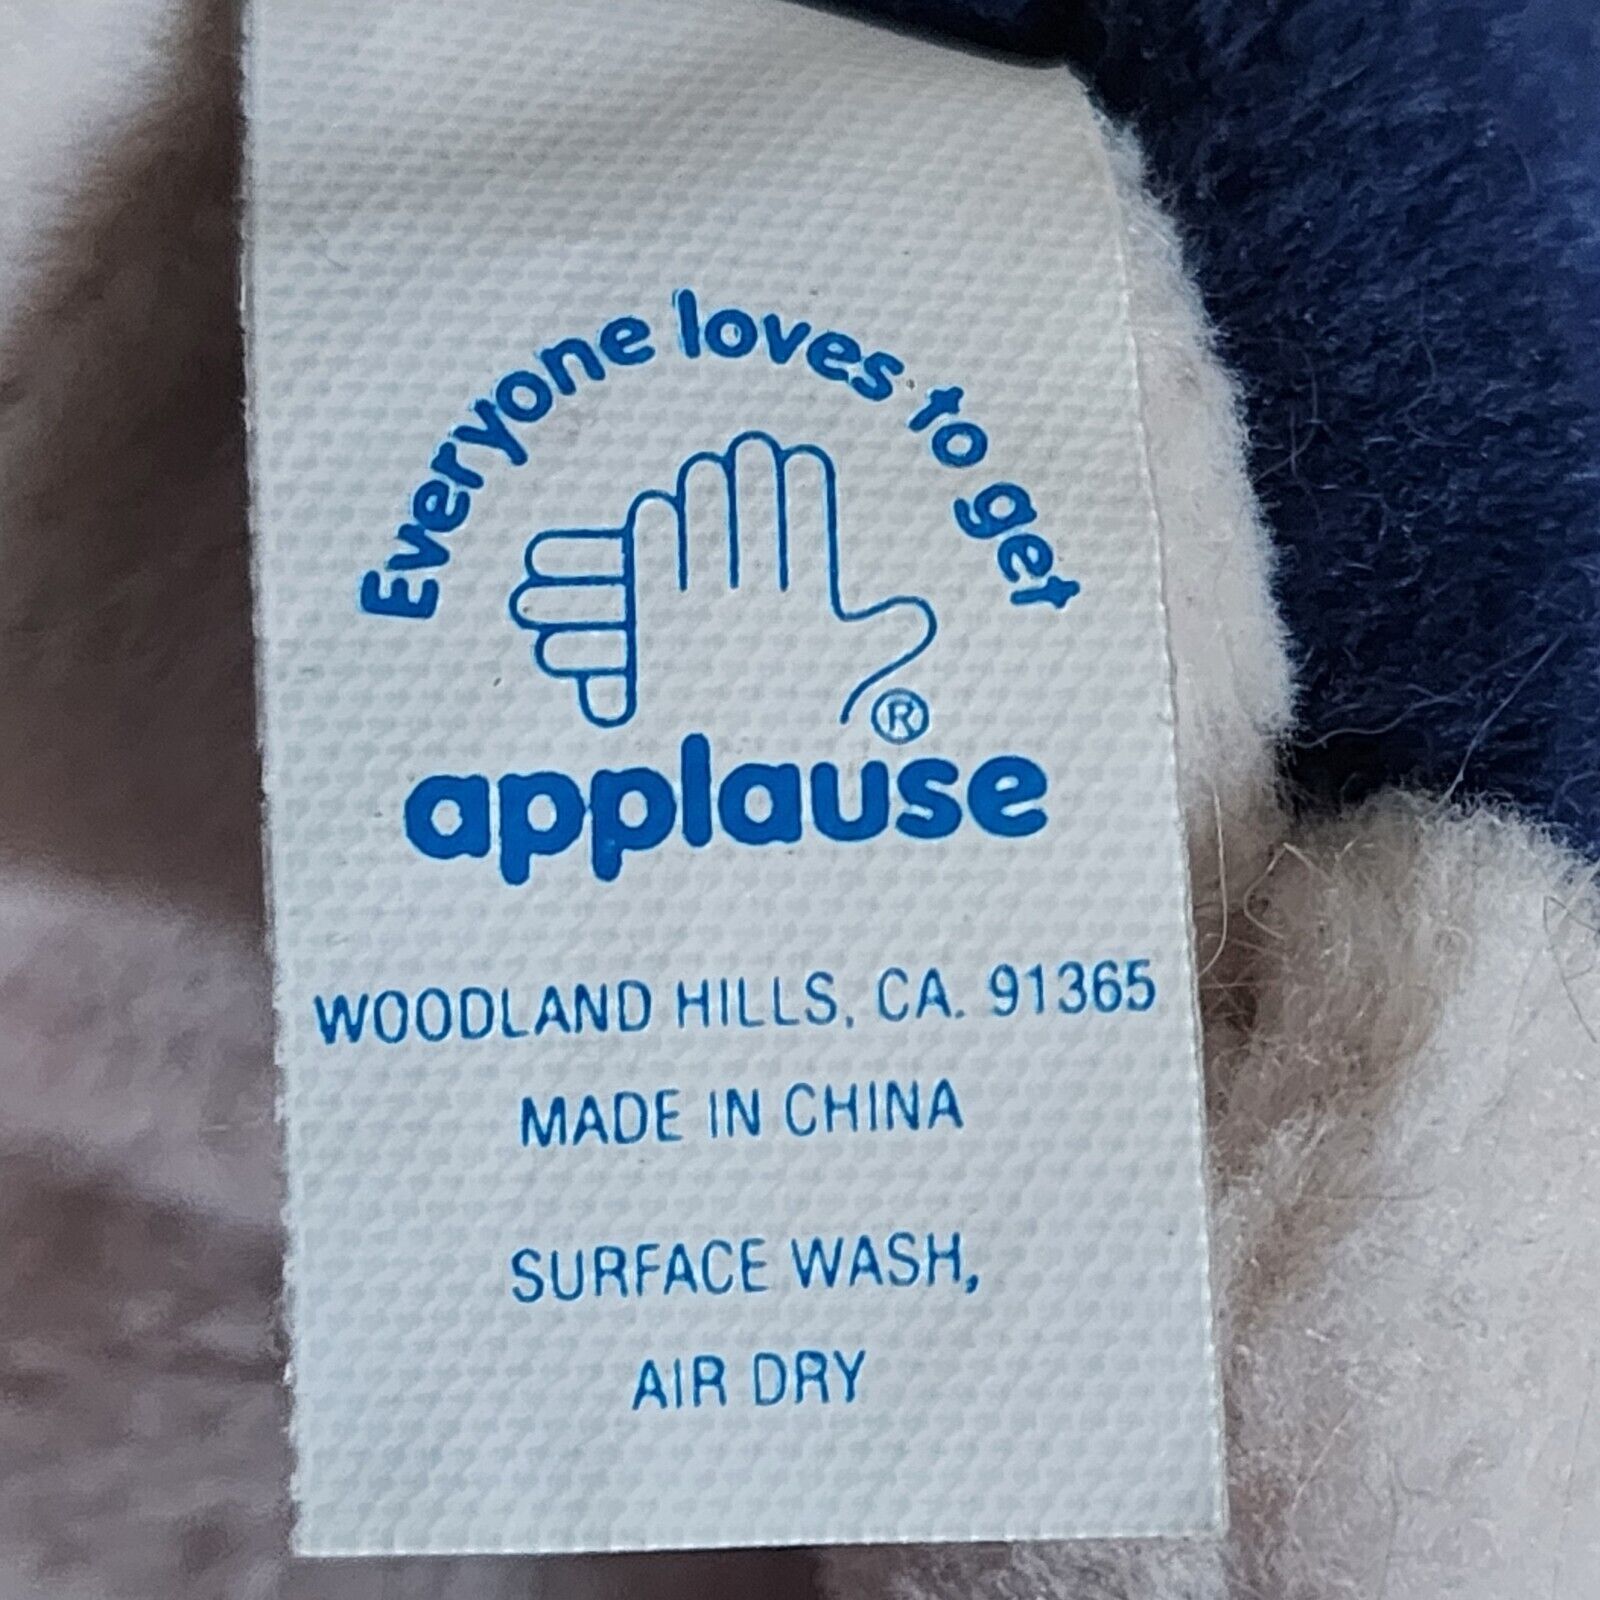 Everyone loves to get
®
applause
WOODLAND HILLS, CA. 91365
MADE IN CHINA
SURFACE WASH,
AIR DRY